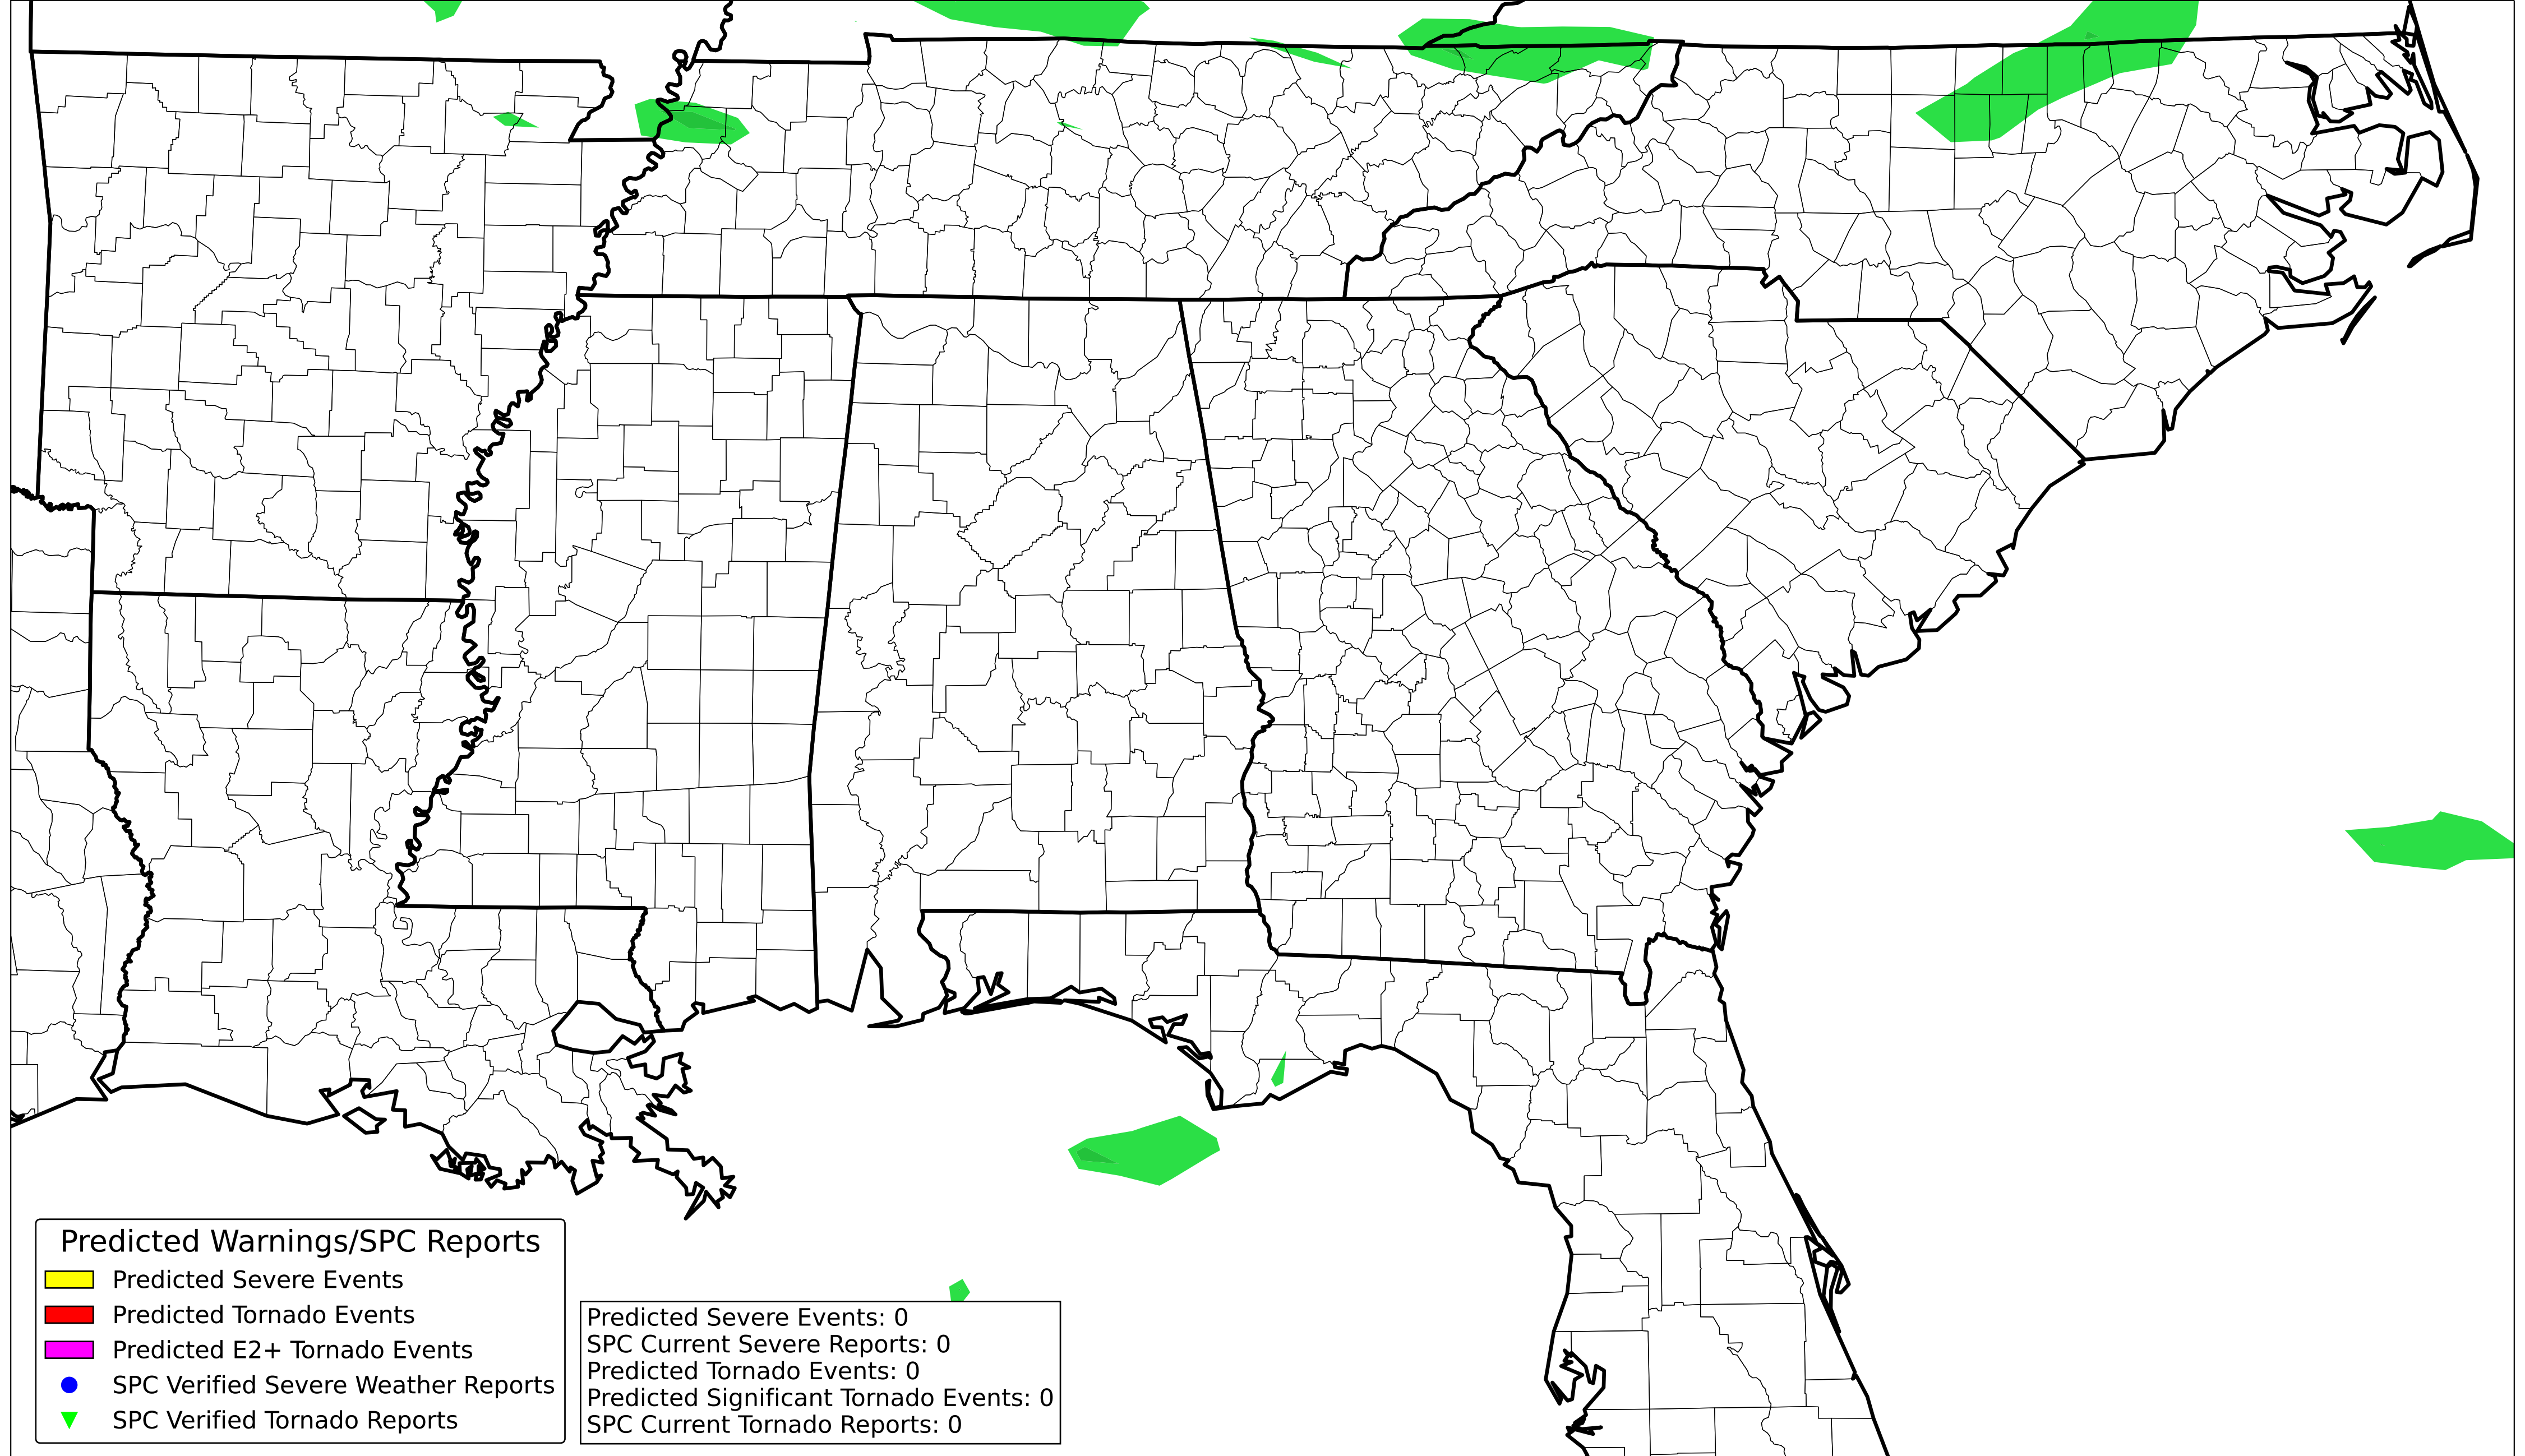 Predicted Warnings/SPC Reports
Predicted Severe Events
Predicted Tornado Events
Predicted E2+ Tornado Events
SPC Verified Severe Weather Reports
SPC Verified Tornado Reports
Predicted Severe Events: 0
SPC Current Severe Reports: 0
Predicted Tornado Events: 0
Predicted Significant Tornado Events: 0
SPC Current Tornado Reports: 0